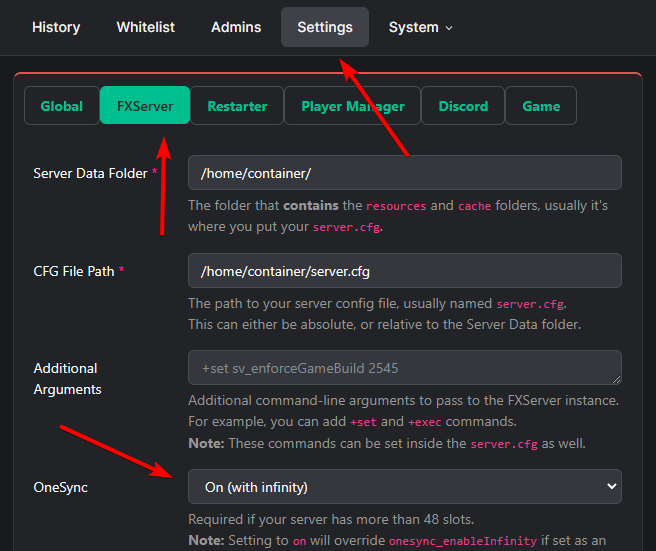 History Whitelist Admins Settings System
Global FXServer Restarter Player Manager Discord Game
Server Data Folder * /home/container/
The folder that contains the resources and cache folders, usually it's
where you put your server.cfg.
CFG File Path * /home/container/server.cfg
The path to your server config file, usually named server.cfg.
This can either be absolute, or relative to the Server Data folder.
Additional
Arguments
+set sv_enforceGameBuild 2545
Additional command-line arguments to pass to the FXServer instance.
For example, you can add +set and +exec commands.
Note: These commands can be set inside the server.cfg as well.
OneSync On (with infinity)
Required if your server has more than 48 slots.
Note: Setting to on will override onesync_enableInfinity if set as an